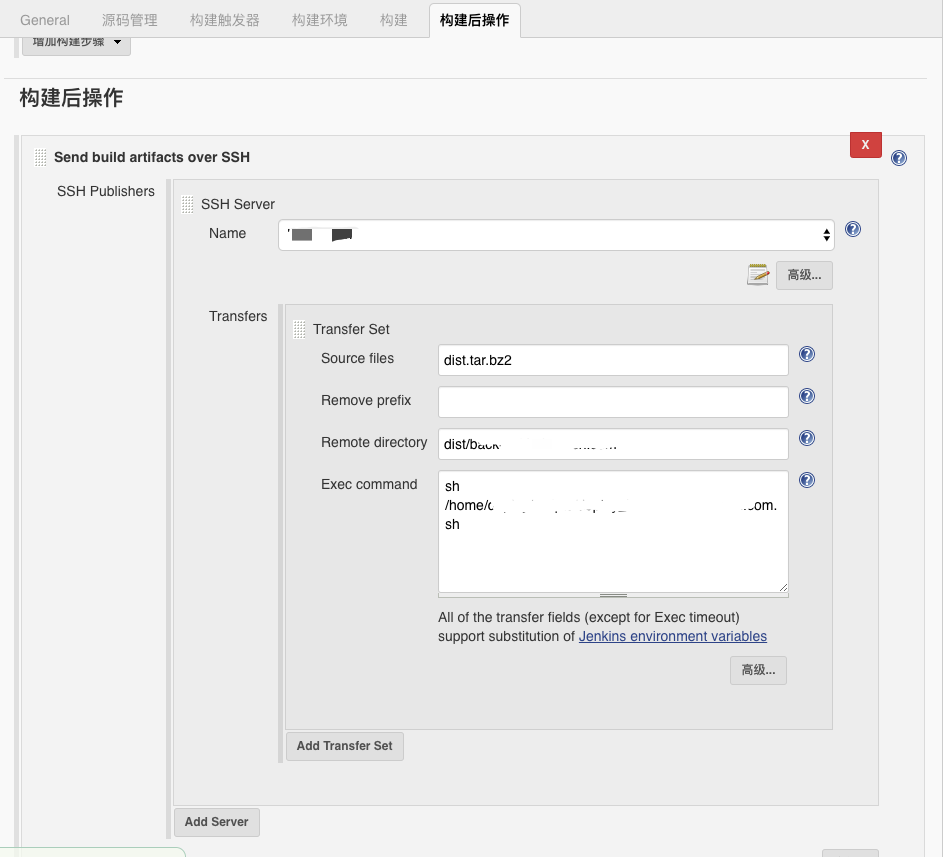 General 源码管理 构建触发器 构建环境 构建 构建后操作
增加构建步骤
构建后操作
Send build artifacts over SSH
X
SSH Publishers
SSH Server
Name
高级...
Transfers
Transfer Set
Source files
dist.tar.bz2
Remove prefix
Remote directory
dist/back-
Exec command
sh
/home/ com.
sh
All of the transfer fields (except for Exec timeout)
support substitution of Jenkins environment variables
高级...
Add Transfer Set
Add Server